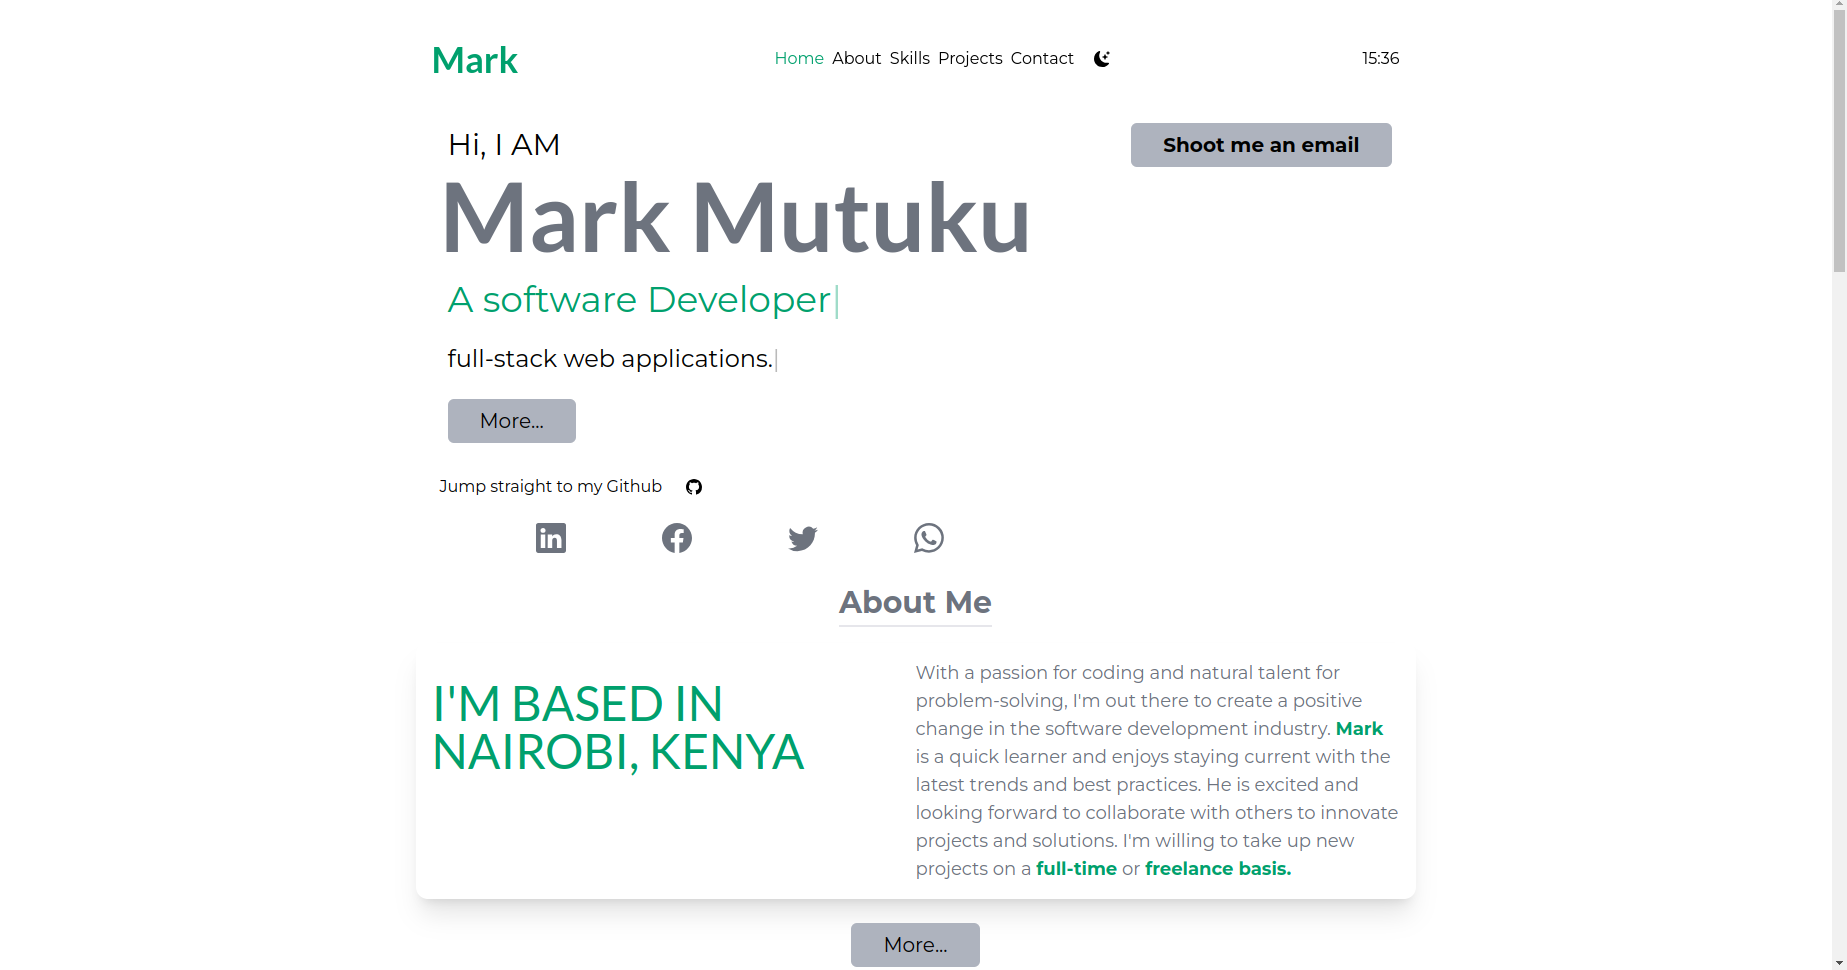 Mark
Home About Skills Projects Contact
15:36
Hi, I AM
Shoot me an email
Mark Mutuku
A software Developer|
full-stack web applications.|
More...
Jump straight to my Github
About Me
I'M BASED IN
NAIROBI, KENYA
With a passion for coding and natural talent for
problem-solving, I'm out there to create a positive
change in the software development industry. Mark
is a quick learner and enjoys staying current with the
latest trends and best practices. He is excited and
looking forward to collaborate with others to innovate
projects and solutions. I'm willing to take up new
projects on a full-time or freelance basis.
More...